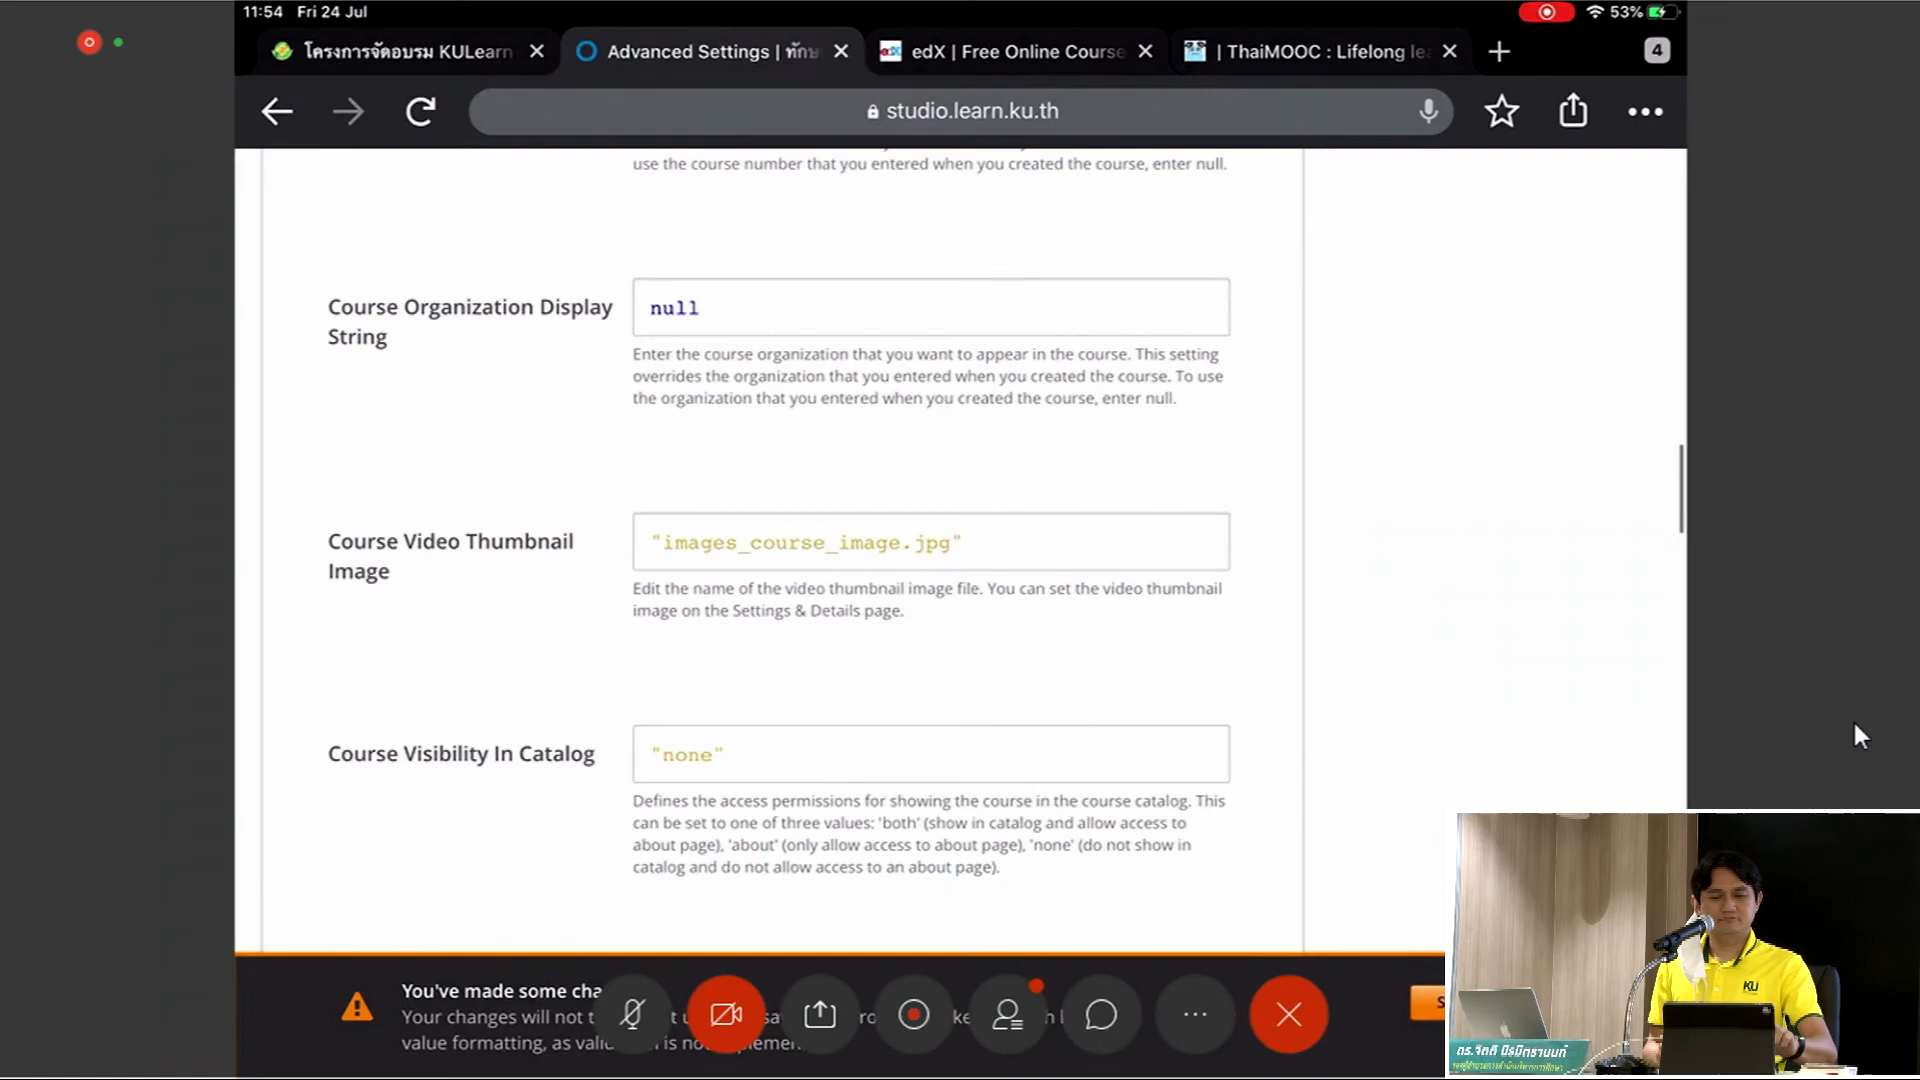 11:54 Fri 24 Jul
53%
โครงการจัดอบรม KULearn
Advanced Settings | ทักษ
edX | Free Online Course
| ThaiMOOC : Lifelong le
4
studio.learn.ku.th
use the course number that you entered when you created the course, enter null.
Course Organization Display
String
null
Enter the course organization that you want to appear in the course. This setting
overrides the organization that you entered when you created the course. To use
the organization that you entered when you created the course, enter null.
Course Video Thumbnail
Image
"images_course_image.jpg"
Edit the name of the video thumbnail image file. You can set the video thumbnail
image on the Settings & Details page.
Course Visibility In Catalog
"none"
Defines the access permissions for showing the course in the course catalog. This
can be set to one of three values: 'both' (show in catalog and allow access to
about page), 'about' (only allow access to about page), 'none' (do not show in
catalog and do not allow access to an about page).
You've made some cha
Your changes will not t
value formatting, as vali
S
KU